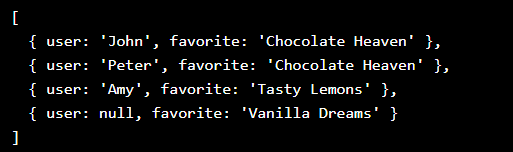 [
  { user: 'John', favorite: 'Chocolate Heaven' },
  { user: 'Peter', favorite: 'Chocolate Heaven' },
  { user: 'Amy', favorite: 'Tasty Lemons' },
  { user: null, favorite: 'Vanilla Dreams' }
]